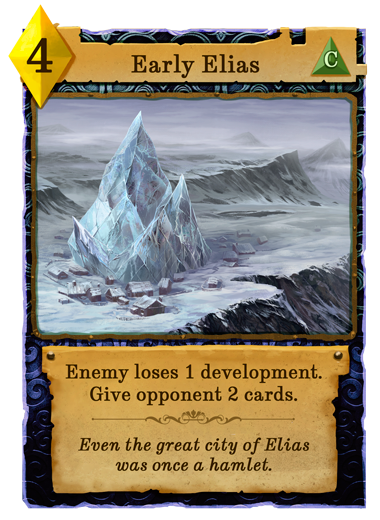 4
Early Elias
C
Enemy loses 1 development.
Give opponent 2 cards.
Even the great city of Elias
was once a hamlet.